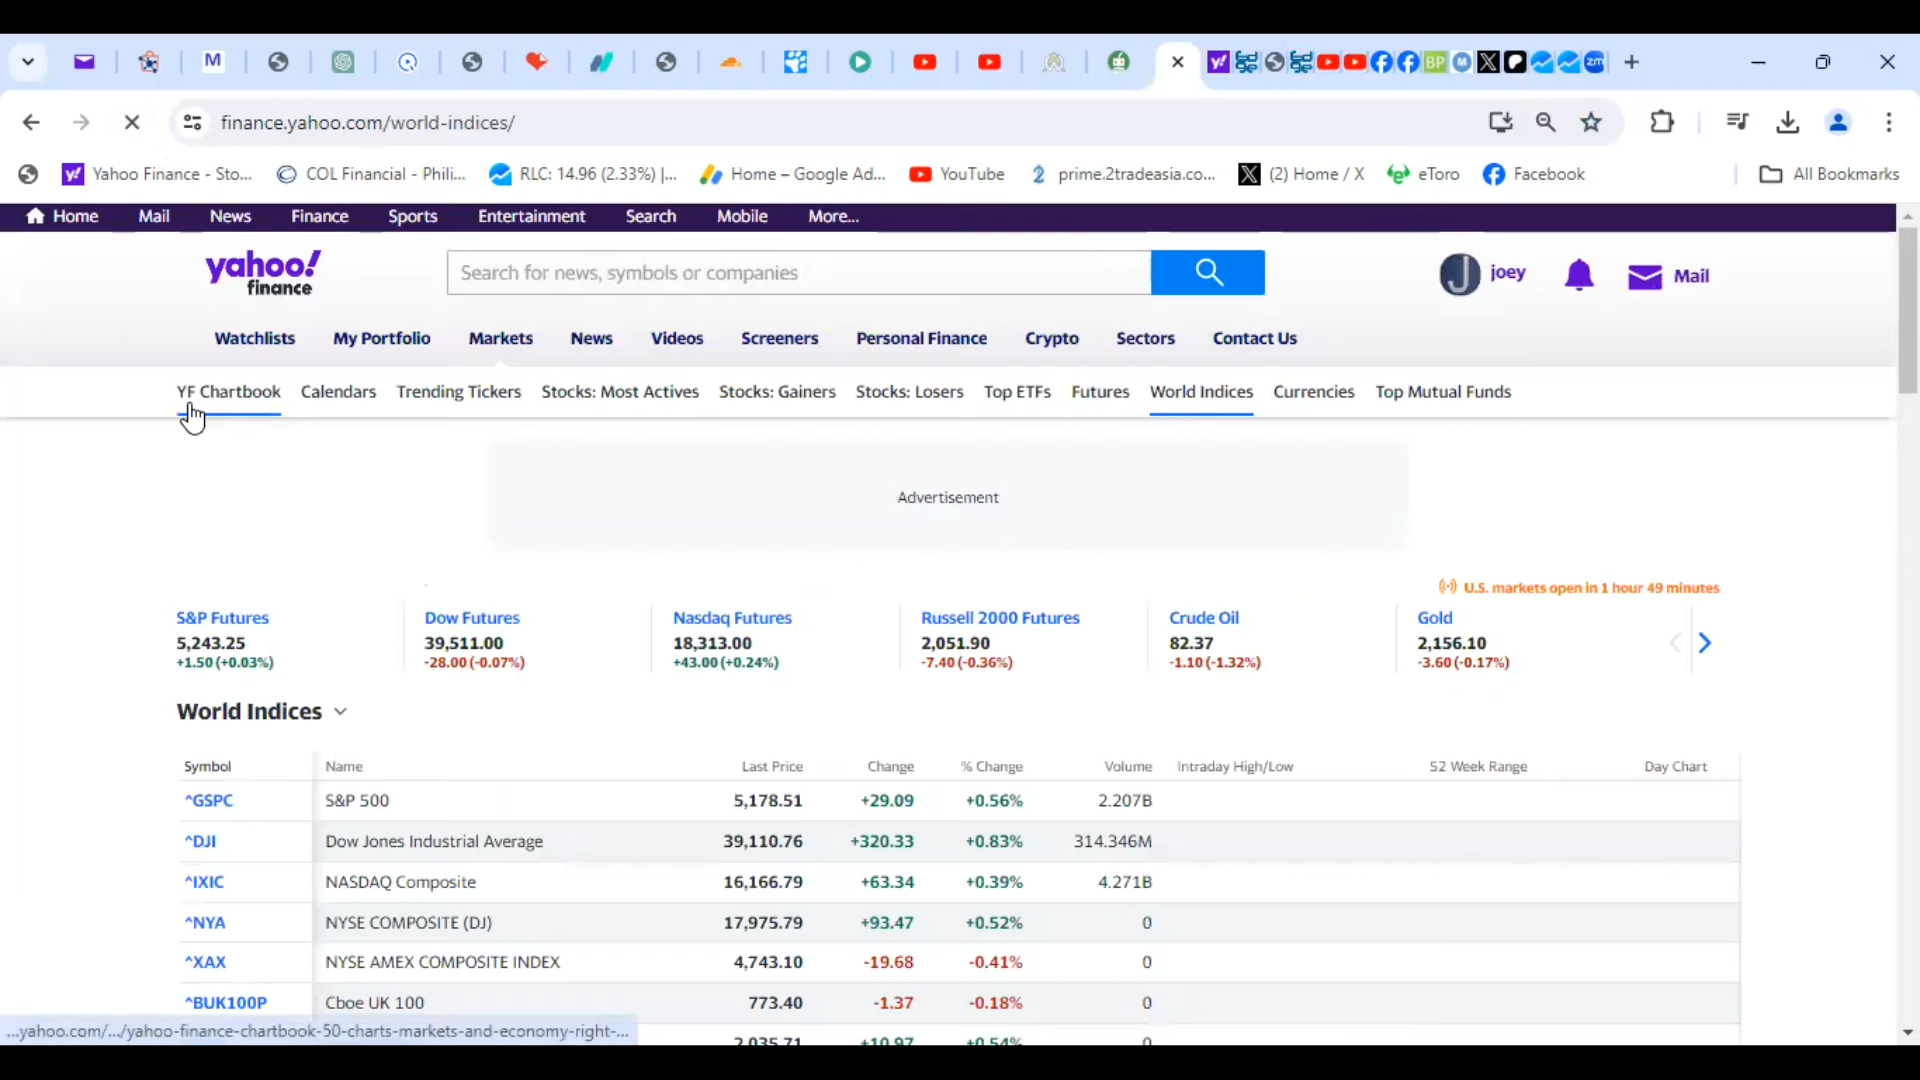 M
y!
BP
M
zm
finance.yahoo.com/world-indices/
y! Yahoo Finance - Sto... COL Financial - Phili... RLC: 14.96 (2.33%) |... Home – Google Ad... YouTube 2 prime.2tradeasia.co... (2) Home / X eToro Facebook All Bookmarks
Home Mail News Finance Sports Entertainment Search Mobile More...
yahoo!
finance
Search for news, symbols or companies
J joey Mail
Watchlists My Portfolio Markets News Videos Screeners Personal Finance Crypto Sectors Contact Us
YF Chartbook Calendars Trending Tickers Stocks: Most Actives Stocks: Gainers Stocks: Losers Top ETFs Futures World Indices Currencies Top Mutual Funds
Advertisement
U.S. markets open in 1 hour 49 minutes
S&P Futures Dow Futures Nasdaq Futures Russell 2000 Futures Crude Oil Gold
5,243.25 39,511.00 18,313.00 2,051.90 82.37 2,156.10
+1.50 (+0.03%) -28.00 (-0.07%) +43.00 (+0.24%) -7.40 (-0.36%) -1.10 (-1.32%) -3.60 (-0.17%)
World Indices
Symbol Name Last Price Change % Change Volume Intraday High/Low 52 Week Range Day Chart
^GSPC S&P 500 5,178.51 +29.09 +0.56% 2.207B
^DJI Dow Jones Industrial Average 39,110.76 +320.33 +0.83% 314.346M
^IXIC NASDAQ Composite 16,166.79 +63.34 +0.39% 4.271B
^NYA NYSE COMPOSITE (DJ) 17,975.79 +93.47 +0.52% 0
^XAX NYSE AMEX COMPOSITE INDEX 4,743.10 -19.68 -0.41% 0
^BUK100P Cboe UK 100 773.40 -1.37 -0.18% 0
2,035.71 +10.97 +0.54% 0
...yahoo.com/.../yahoo-finance-chartbook-50-charts-markets-and-economy-right-...